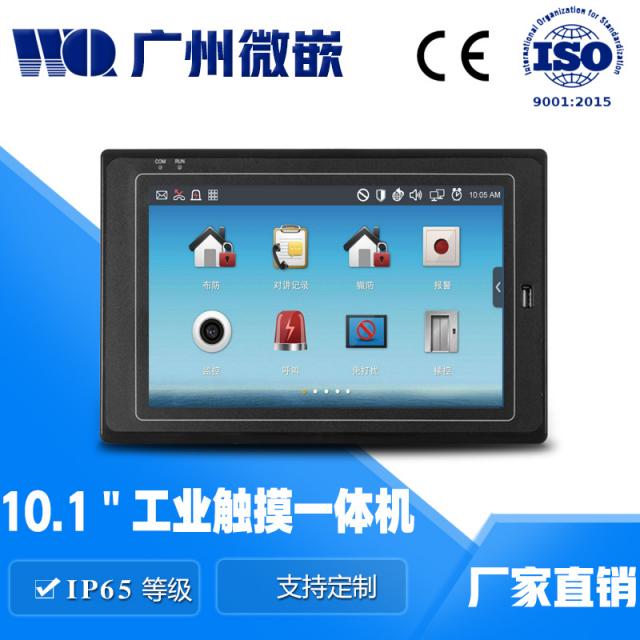 WQ 广州微嵌
CE
International Organization for Standardization
ISO
9001:2015
COM RUN
10:05 AM
布防 对讲记录 撤防 报警
监控 呼叫 免打扰 梯控
10.1"工业触摸一体机
IP65 等级
支持定制
厂家直销